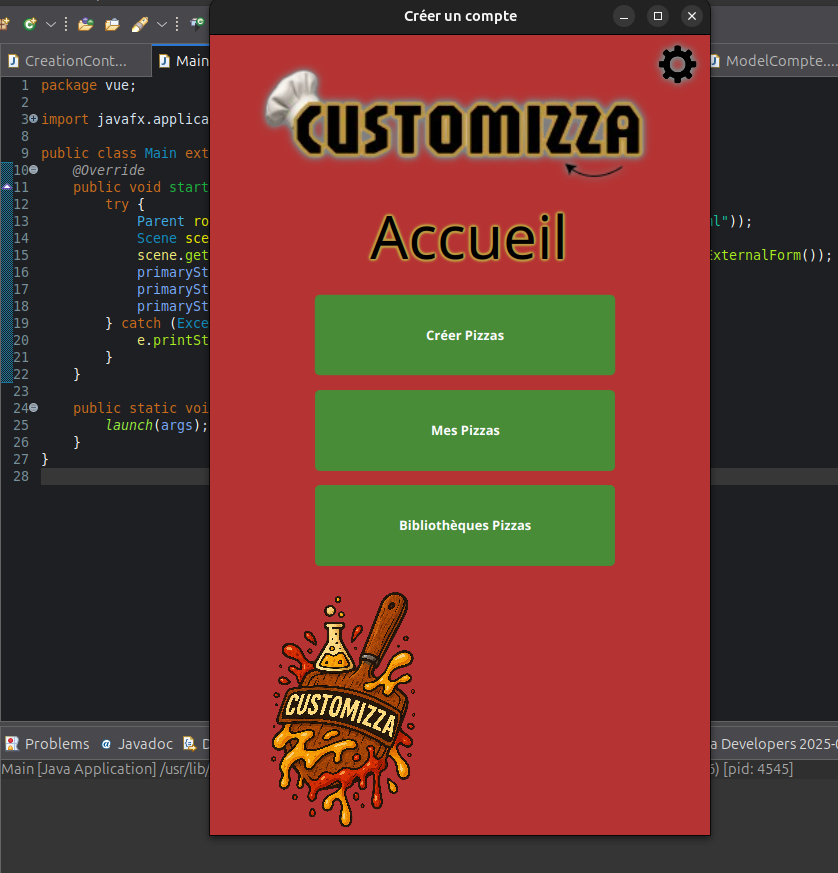 Créer un compte
CreationCont...
Main
ModelCompte....
1 package vue;
2
3 import javafx.applica
8
9 public class Main ext
10 @Override
11 public void start
12 try {
13 Parent ro nl"));
14 Scene sce
15 scene.get ExternalForm());
16 primarySt
17 primarySt
18 primarySt
19 } catch (Exce
20 e.printSt
21 }
22 }
23
24 public static voi
25 launch(args);
26 }
27 }
28
CUSTOMIZZA
Accueil
Créer Pizzas
Mes Pizzas
Bibliothèques Pizzas
CUSTOMIZZA
Problems @ Javadoc D
a Developers 2025-0
Main [Java Application] /usr/lib/
) [pid: 4545]